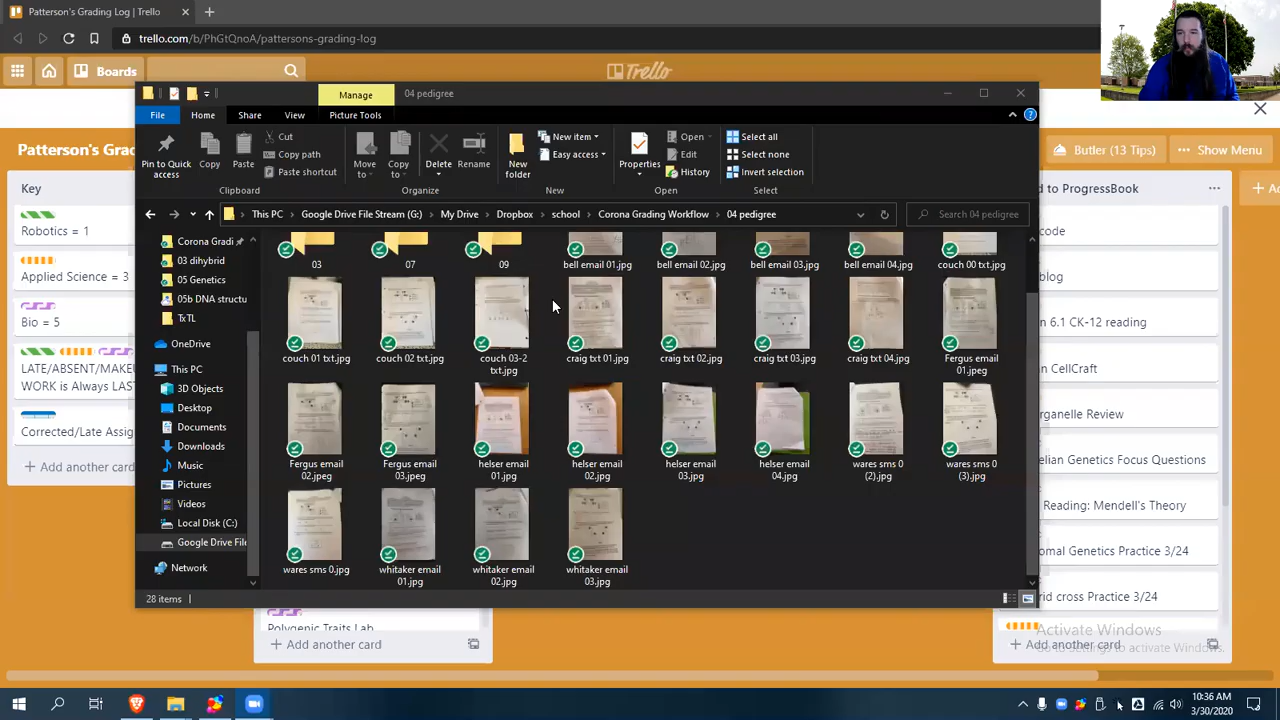 Patterson's Grading Log | Trello
trello.com/b/PhGtQnoA/pattersons-grading-log
Boards
Trello
Patterson's Grad
Butler (13 Tips)
Show Menu
Key
Robotics = 1
Applied Science = 3
Bio = 5
LATE/ABSENT/MAKE
WORK is Always LAST
Corrected/Late Assig
Add another card
Manage
04 pedigree
File
Home
Share
View
Picture Tools
Pin to Quick
access
Copy
Paste
Cut
Copy path
Paste shortcut
Clipboard
Move
to
Copy
to
Delete
Rename
Organize
New
folder
New item
Easy access
New
Properties
Open
Edit
History
Open
Select all
Select none
Invert selection
Select
This PC
Google Drive File Stream (G:)
My Drive
Dropbox
school
Corona Grading Workflow
04 pedigree
Search 04 pedigree
Corona Gradi
03 dihybrid
05 Genetics
05b DNA structu
TxTL
OneDrive
This PC
3D Objects
Desktop
Documents
Downloads
Music
Pictures
Videos
Local Disk (C:)
Google Drive File
Network
03
07
09
bell email 01.jpg
bell email 02.jpg
bell email 03.jpg
bell email 04.jpg
couch 00 txt.jpg
couch 01 txt.jpg
couch 02 txt.jpg
couch 03-2
txt.jpg
craig txt 01.jpg
craig txt 02.jpg
craig txt 03.jpg
craig txt 04.jpg
Fergus email
01.jpeg
Fergus email
02.jpeg
Fergus email
03.jpeg
helser email
01.jpg
helser email
02.jpg
helser email
03.jpg
helser email
04.jpg
wares sms 0
(2).jpg
wares sms 0
(3).jpg
wares sms 0.jpg
whitaker email
01.jpg
whitaker email
02.jpg
whitaker email
03.jpg
28 items
Polygenic Traits Lab
Add another card
d to ProgressBook
Add
code
blog
n 6.1 CK-12 reading
n CellCraft
rganelle Review
elian Genetics Focus Questions
Reading: Mendel's Theory
omal Genetics Practice 3/24
rid cross Practice 3/24
Add another card
Activate Windows
Go to Settings to activate Windows.
10:36 AM
3/30/2020